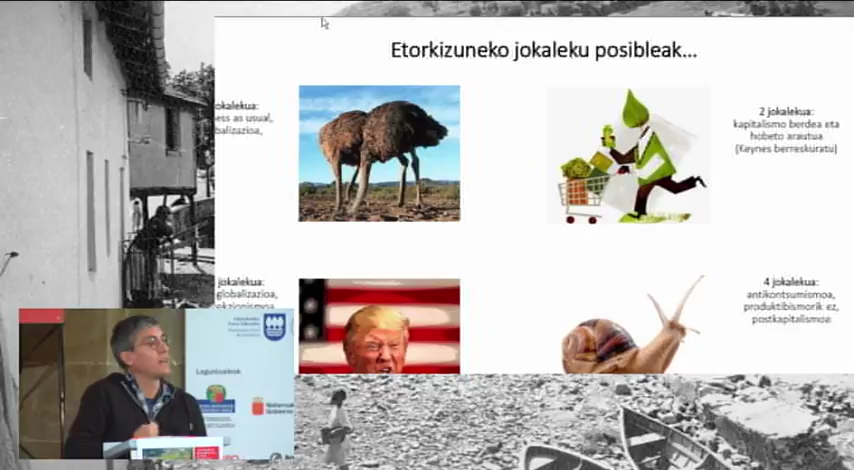 Etorkizuneko jokaleku posibleak...
okalekua:
ess as usual,
balizazioa,
2 jokalekua:
kapitalismo berdea eta
hobeto arautua
(Keynes berreskuratu)
jokalekua:
globalizazioa,
4 jokalekua:
antikontsumismoa,
produktibismorik ez,
postkapitalismoa
Laguntzaileak